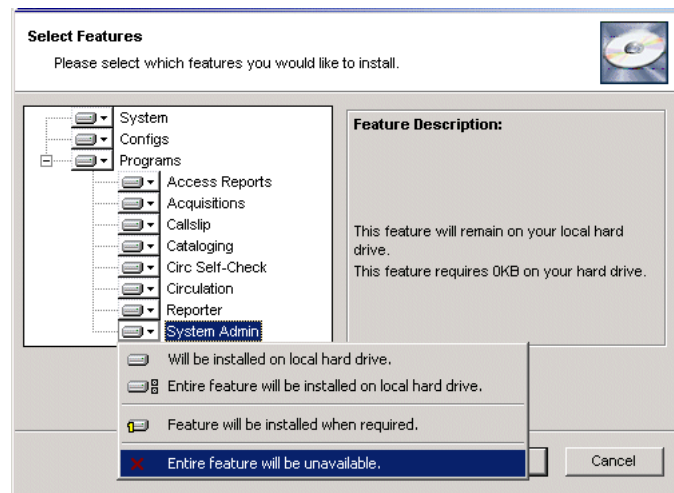 Select Features
Please select which features you would like to install.
System
Configs
Programs
Access Reports
Acquisitions
Callslip
Cataloging
Circ Self-Check
Circulation
Reporter
System Admin
Feature Description:
This feature will remain on your local hard
drive.
This feature requires 0KB on your hard drive.
Will be installed on local hard drive.
Entire feature will be installed on local hard drive.
Feature will be installed when required.
Entire feature will be unavailable.
Cancel